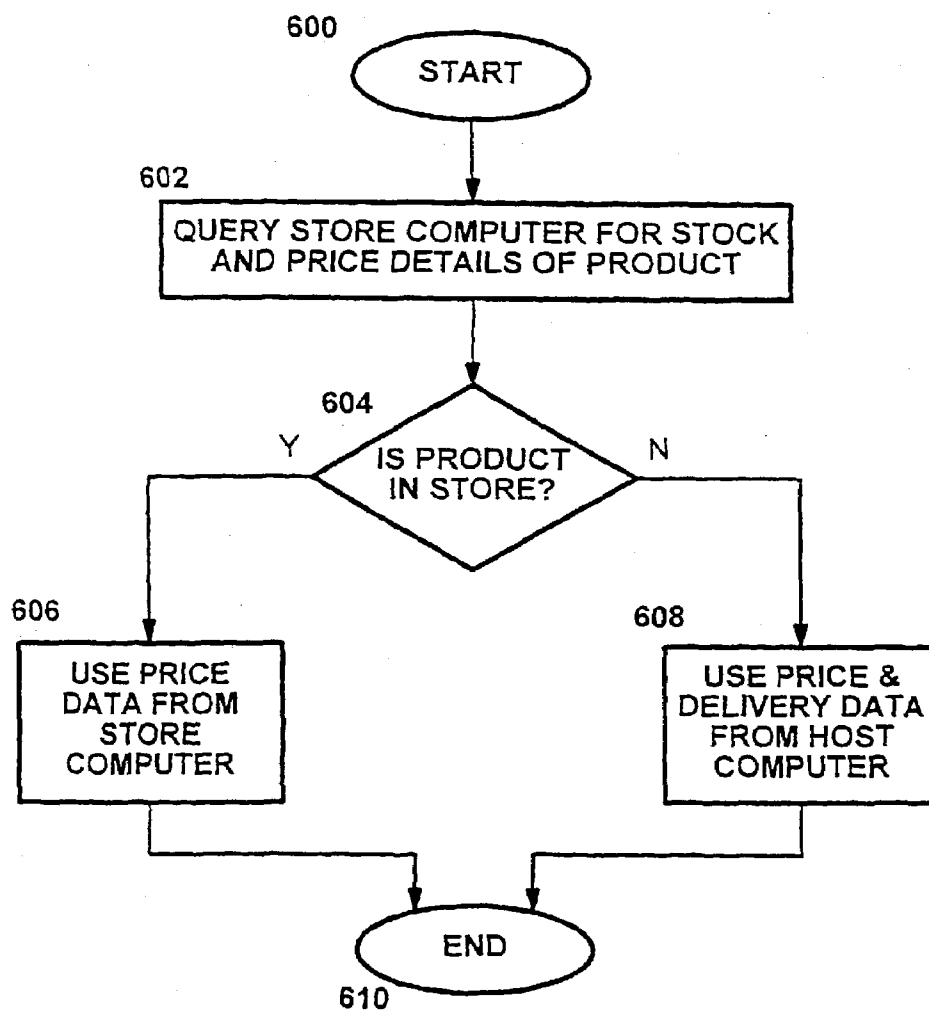 600
START
602
QUERY STORE COMPUTER FOR STOCK
AND PRICE DETAILS OF PRODUCT
604
Y
IS PRODUCT
IN STORE?
N
606
USE PRICE
DATA FROM
STORE
COMPUTER
608
USE PRICE &
DELIVERY DATA
FROM HOST
COMPUTER
END
610